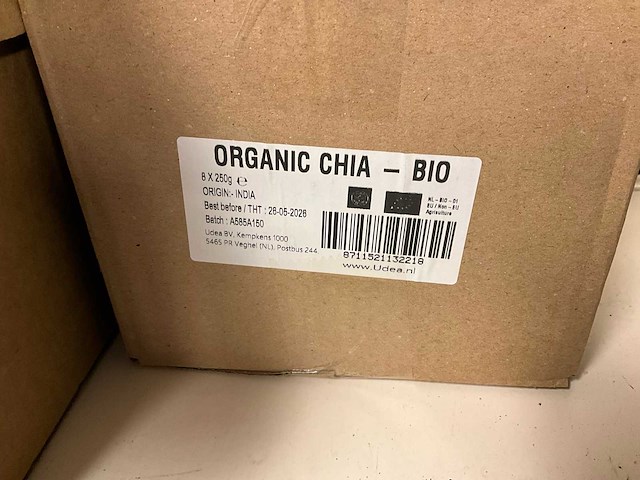 ORGANIC CHIA – BIO
8 X 250g ℮
ORIGIN:- INDIA
Best before / THT : 26-05-2026
Batch : A585A150
Udea BV, Kempkens 1000
5465 PR Veghel (NL), Postbus 244
NL - BIO - 01
EU / Non - EU
Agriculture
8711521132218
www.Udea.nl